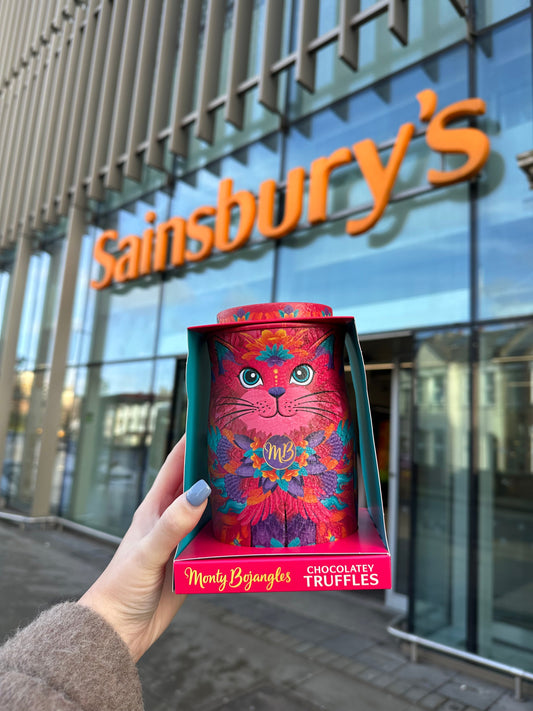 Sainsbury's
MB
Monty Bojangles
CHOCOLATEY
TRUFFLES